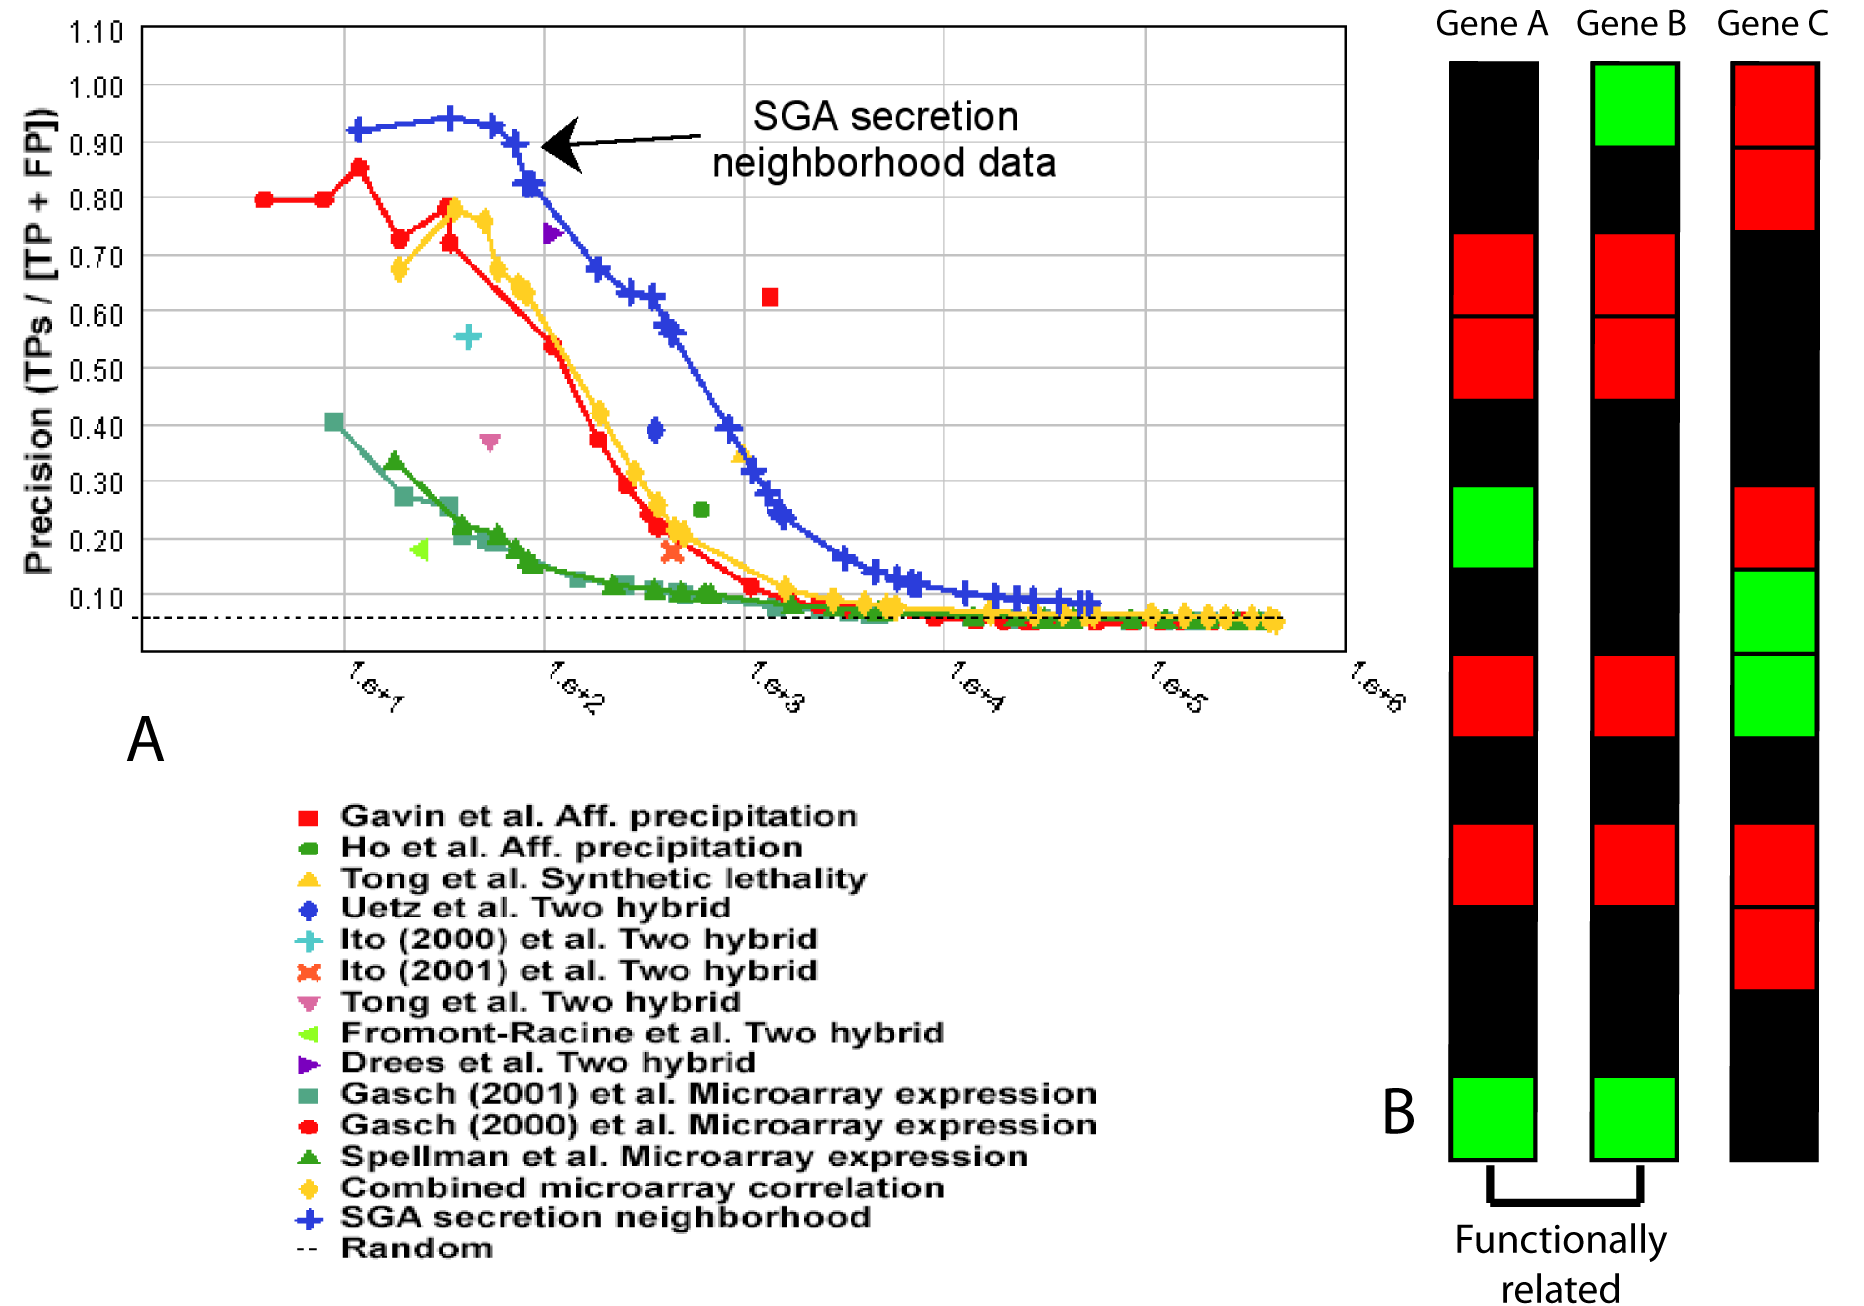 1.10
1.00
0.90
0.80
0.70
0.60
0.50
0.40
0.30
0.20
0.10
Precision (TPs / [TP + FP])
SGA secretion
neighborhood data
1.e+1
1.e+2
1.e+3
1.e+4
1.e+5
1.e+6
A
Gavin et al. Aff. precipitation
Ho et al. Aff. precipitation
Tong et al. Synthetic lethality
Uetz et al. Two hybrid
Ito (2000) et al. Two hybrid
Ito (2001) et al. Two hybrid
Tong et al. Two hybrid
Fromont-Racine et al. Two hybrid
Drees et al. Two hybrid
Gasch (2001) et al. Microarray expression
Gasch (2000) et al. Microarray expression
Spellman et al. Microarray expression
Combined microarray correlation
SGA secretion neighborhood
Random
Gene A Gene B Gene C
B
Functionally
related